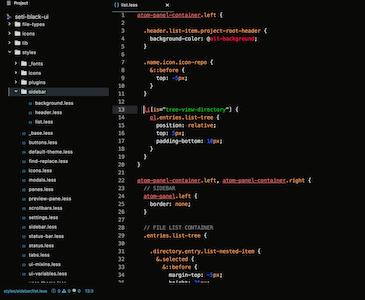 Project
seti-black-ui
file-types
icons
lib
styles
_fonts
icons
plugins
sidebar
background.less
header.less
list.less
_base.less
buttons.less
default-theme.less
find-replace.less
icons.less
modals.less
panes.less
preview-pane.less
scrollbars.less
settings.less
sidebar.less
status-bar.less
status.less
tabs.less
ui-mixins.less
ui-variables.less
list.less
1 atom-panel-container.left {
2
3 .header.list-item.project-root-header {
4 background-color: @all-background;
5 }
6
7 .name.icon.icon-repo {
8 &::before {
9 top: -5px;
10 }
11 }
12
13 li[is="tree-view-directory"] {
14 ol.entries.list-tree {
15 position: relative;
16 top: 5px;
17 padding-bottom: 10px;
18 }
19 }
20 }
21
22 atom-panel-container.left, atom-panel-container.right {
23 // SIDEBAR
24 atom-panel.left {
25 border: none;
26 }
27
28 // FILE LIST CONTAINER
29 .entries.list-tree {
30
31 .directory.entry.list-nested-item {
32 &.selected {
33 &::before {
34 margin-top: -5px;
styles/sidebar/list.less 0 0 0 13:3